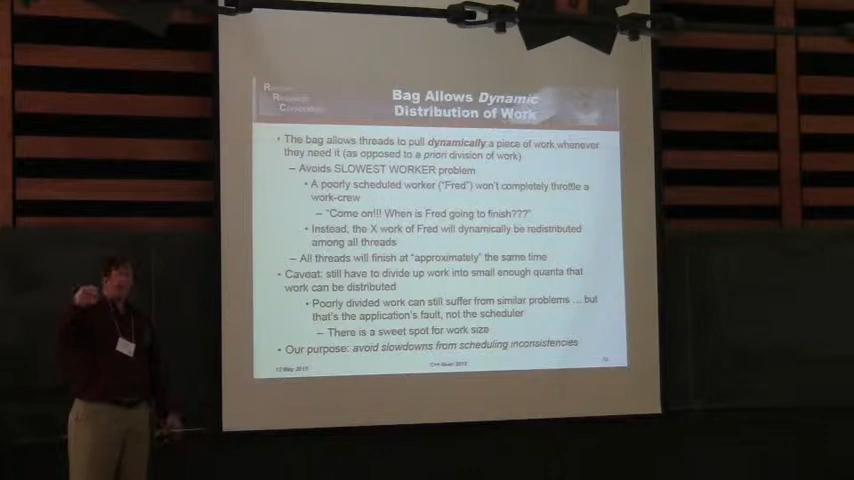 Bag Allows Dynamic
Distribution of Work
• The bag allows threads to pull dynamically a piece of work whenever
they need it (as opposed to a priori division of work)
– Avoids SLOWEST WORKER problem
• A poorly scheduled worker ("Fred") won't completely throttle a
work-crew
– "Come on!!! When is Fred going to finish???"
• Instead, the X work of Fred will dynamically be redistributed
among all threads
– All threads will finish at "approximately" the same time
• Caveat: still have to divide up work into small enough quanta that
work can be distributed
• Poorly divided work can still suffer from similar problems ... but
that's the application's fault, not the scheduler
– There is a sweet spot for work size
• Our purpose: avoid slowdowns from scheduling inconsistencies